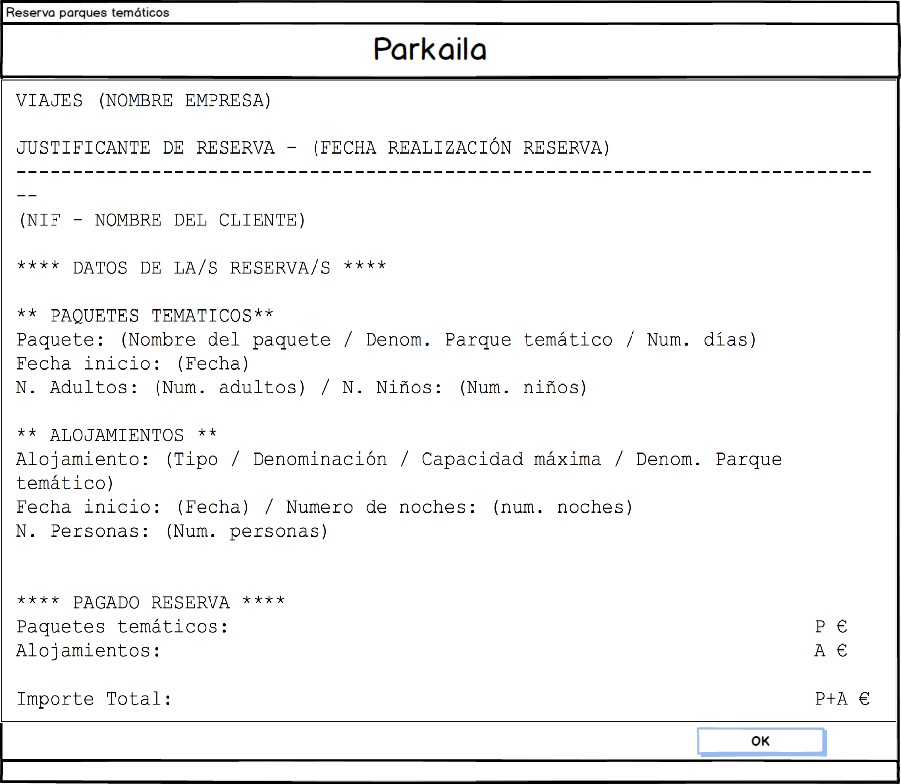 Reserva parques temáticos
Parkaila
VIAJES (NOMBRE EMPRESA)
JUSTIFICANTE DE RESERVA - (FECHA REALIZACIÓN RESERVA)
----------------------------------------------------------------------------
--
(NIF - NOMBRE DEL CLIENTE)
**** DATOS DE LA/S RESERVA/S ****
** PAQUETES TEMATICOS**
Paquete: (Nombre del paquete / Denom. Parque temático / Num. días)
Fecha inicio: (Fecha)
N. Adultos: (Num. adultos) / N. Niños: (Num. niños)
** ALOJAMIENTOS **
Alojamiento: (Tipo / Denominación / Capacidad máxima / Denom. Parque
temático)
Fecha inicio: (Fecha) / Numero de noches: (num. noches)
N. Personas: (Num. personas)
**** PAGADO RESERVA ****
Paquetes temáticos: P €
Alojamientos: A €
Importe Total: P+A €
OK